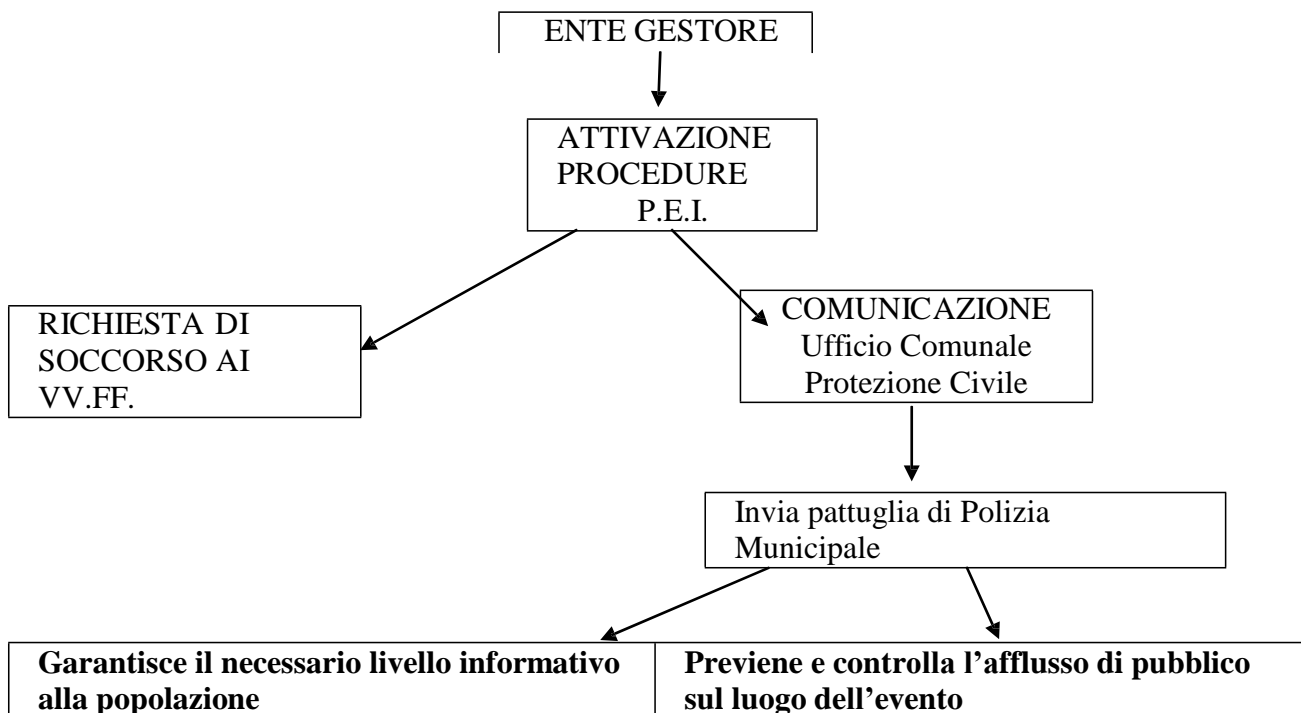 ENTE GESTORE
ATTIVAZIONE
PROCEDURE
P.E.I.
RICHIESTA DI
SOCCORSO AI
VV.FF.
COMUNICAZIONE
Ufficio Comunale
Protezione Civile
Invia pattuglia di Polizia
Municipale
Garantisce il necessario livello informativo
alla popolazione
Previene e controlla l’afflusso di pubblico
sul luogo dell’evento